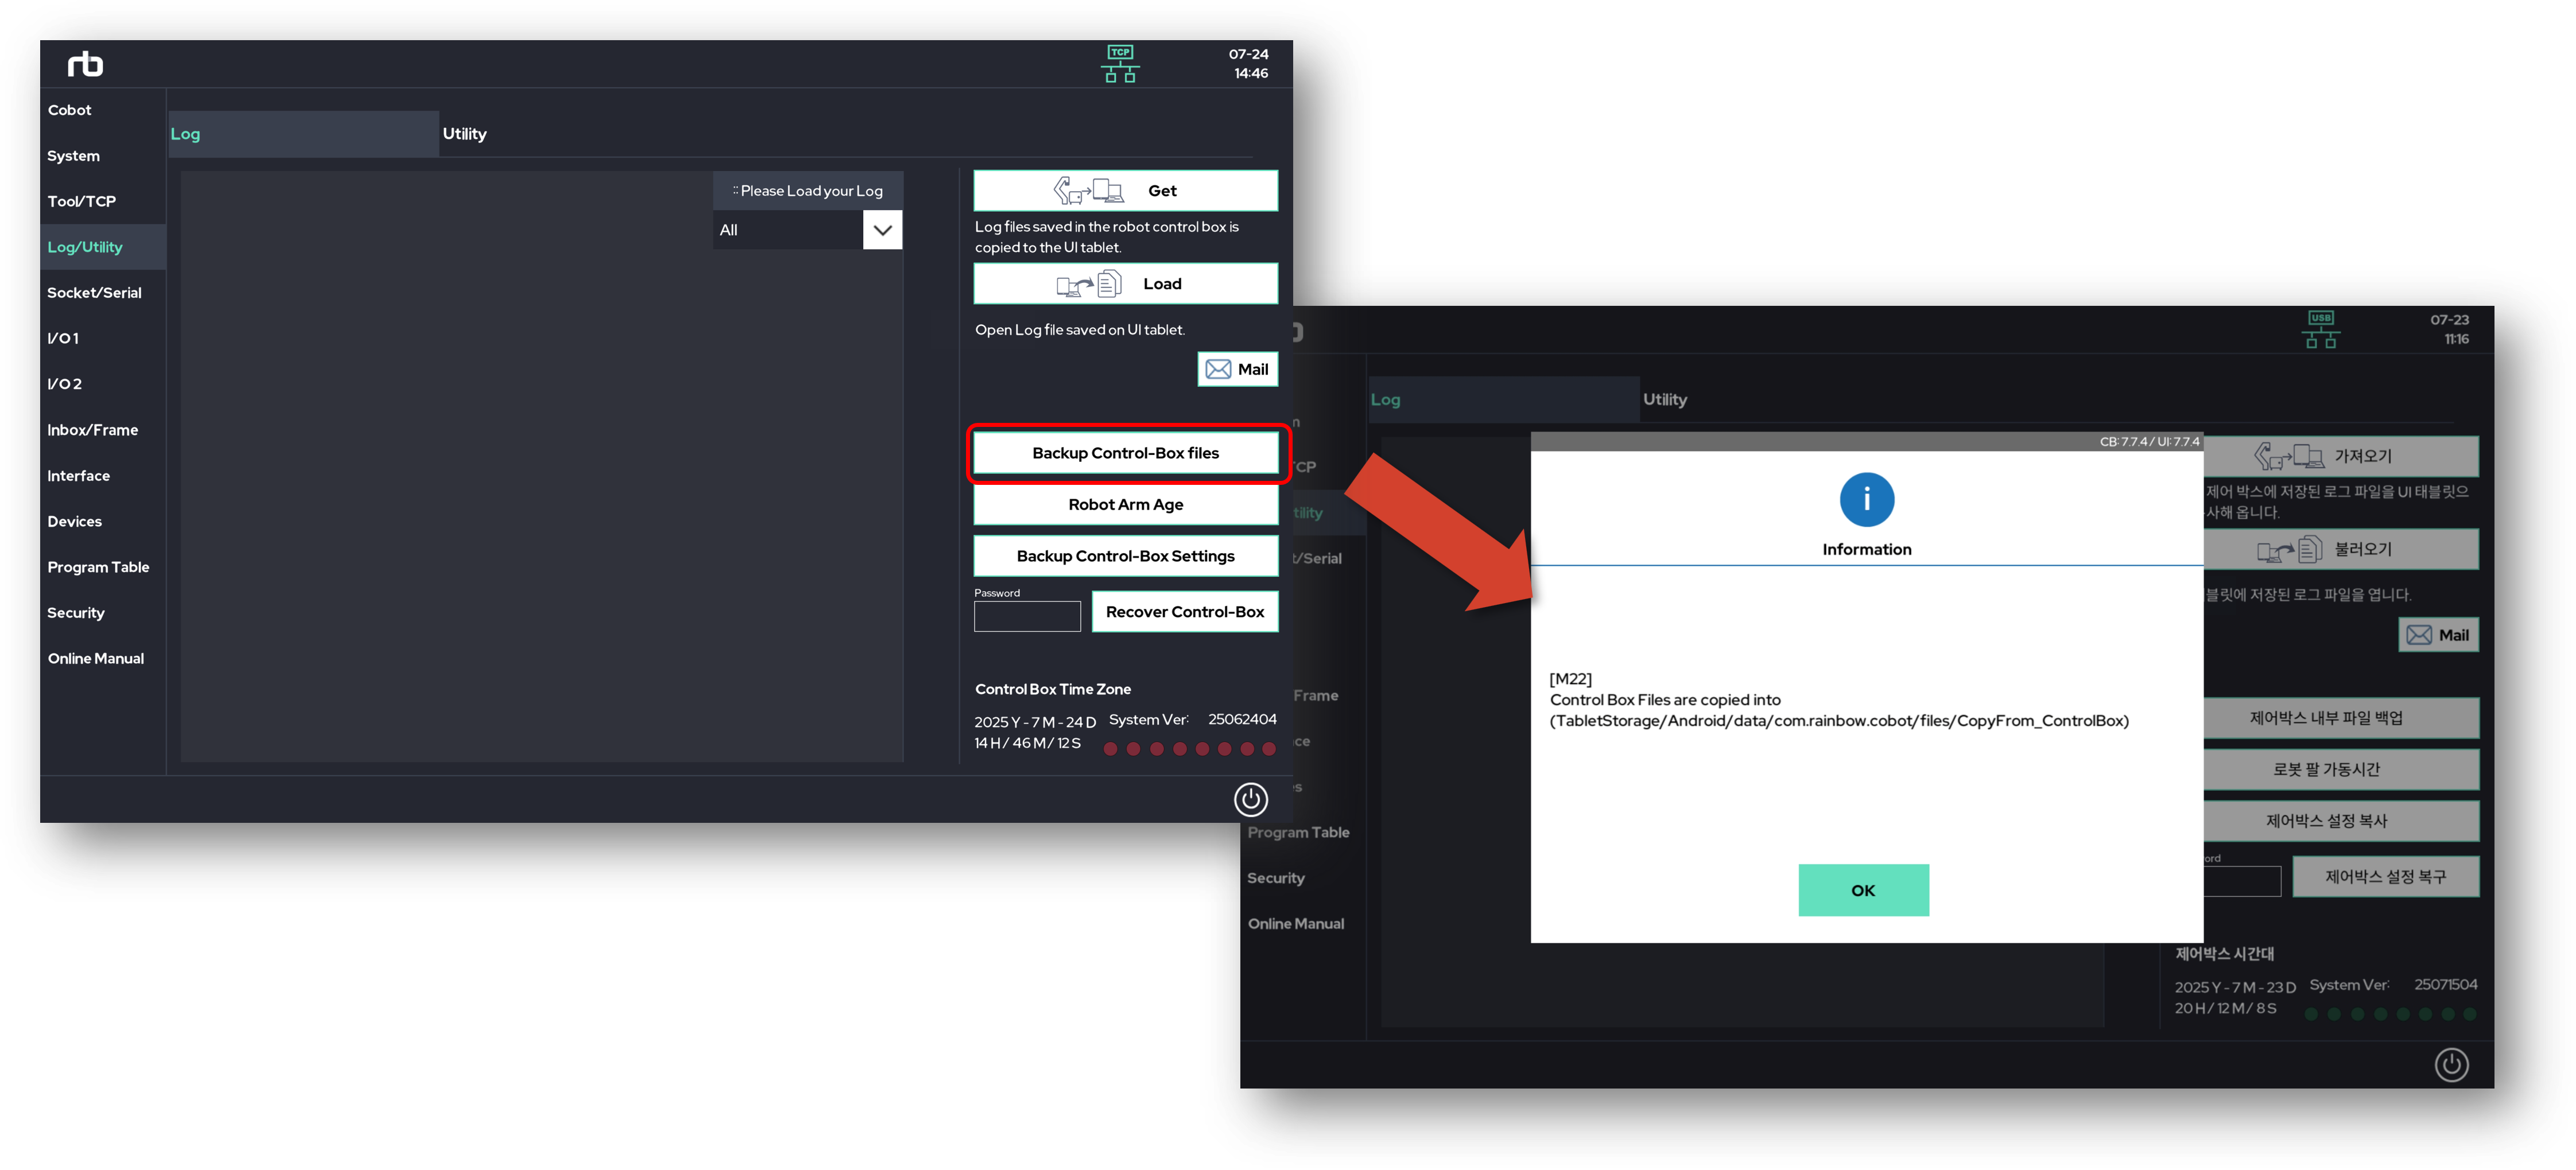 rb
TCP
07-24
14:46
Cobot
System
Tool/TCP
Log/Utility
Socket/Serial
I/O 1
I/O 2
Inbox/Frame
Interface
Devices
Program Table
Security
Online Manual
Log
Utility
:: Please Load your Log
All
Get
Log files saved in the robot control box is
copied to the UI tablet.
Load
Open Log file saved on UI tablet.
Mail
Backup Control-Box files
Robot Arm Age
Backup Control-Box Settings
Password
Recover Control-Box
Control Box Time Zone
2025 Y - 7 M - 24 D
System Ver:
25062404
14 H / 46 M / 12 S
USB
07-23
11:16
Log
Utility
CP
tility
t/Serial
Frame
ce
s
Program Table
Security
Online Manual
CB: 7.7.4 / UI: 7.7.4
Information
[M22]
Control Box Files are copied into
(TabletStorage/Android/data/com.rainbow.cobot/files/CopyFrom_ControlBox)
OK
가져오기
제어 박스에 저장된 로그 파일을 UI 태블릿으
사해 옵니다.
불러오기
블릿에 저장된 로그 파일을 엽니다.
Mail
제어박스 내부 파일 백업
로봇 팔 가동시간
제어박스 설정 복사
ord
제어박스 설정 복구
제어박스 시간대
2025 Y - 7 M - 23 D
System Ver:
25071504
20 H / 12 M / 8 S